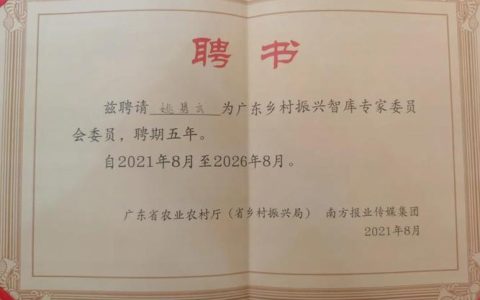 聘书
兹聘请 姚 为广东乡村振兴智库专家委员
会委员，聘期五年。
自2021年8月至2026年8月。
广东省农业农村厅（省乡村振兴局） 南方报业传媒集团
2021年8月